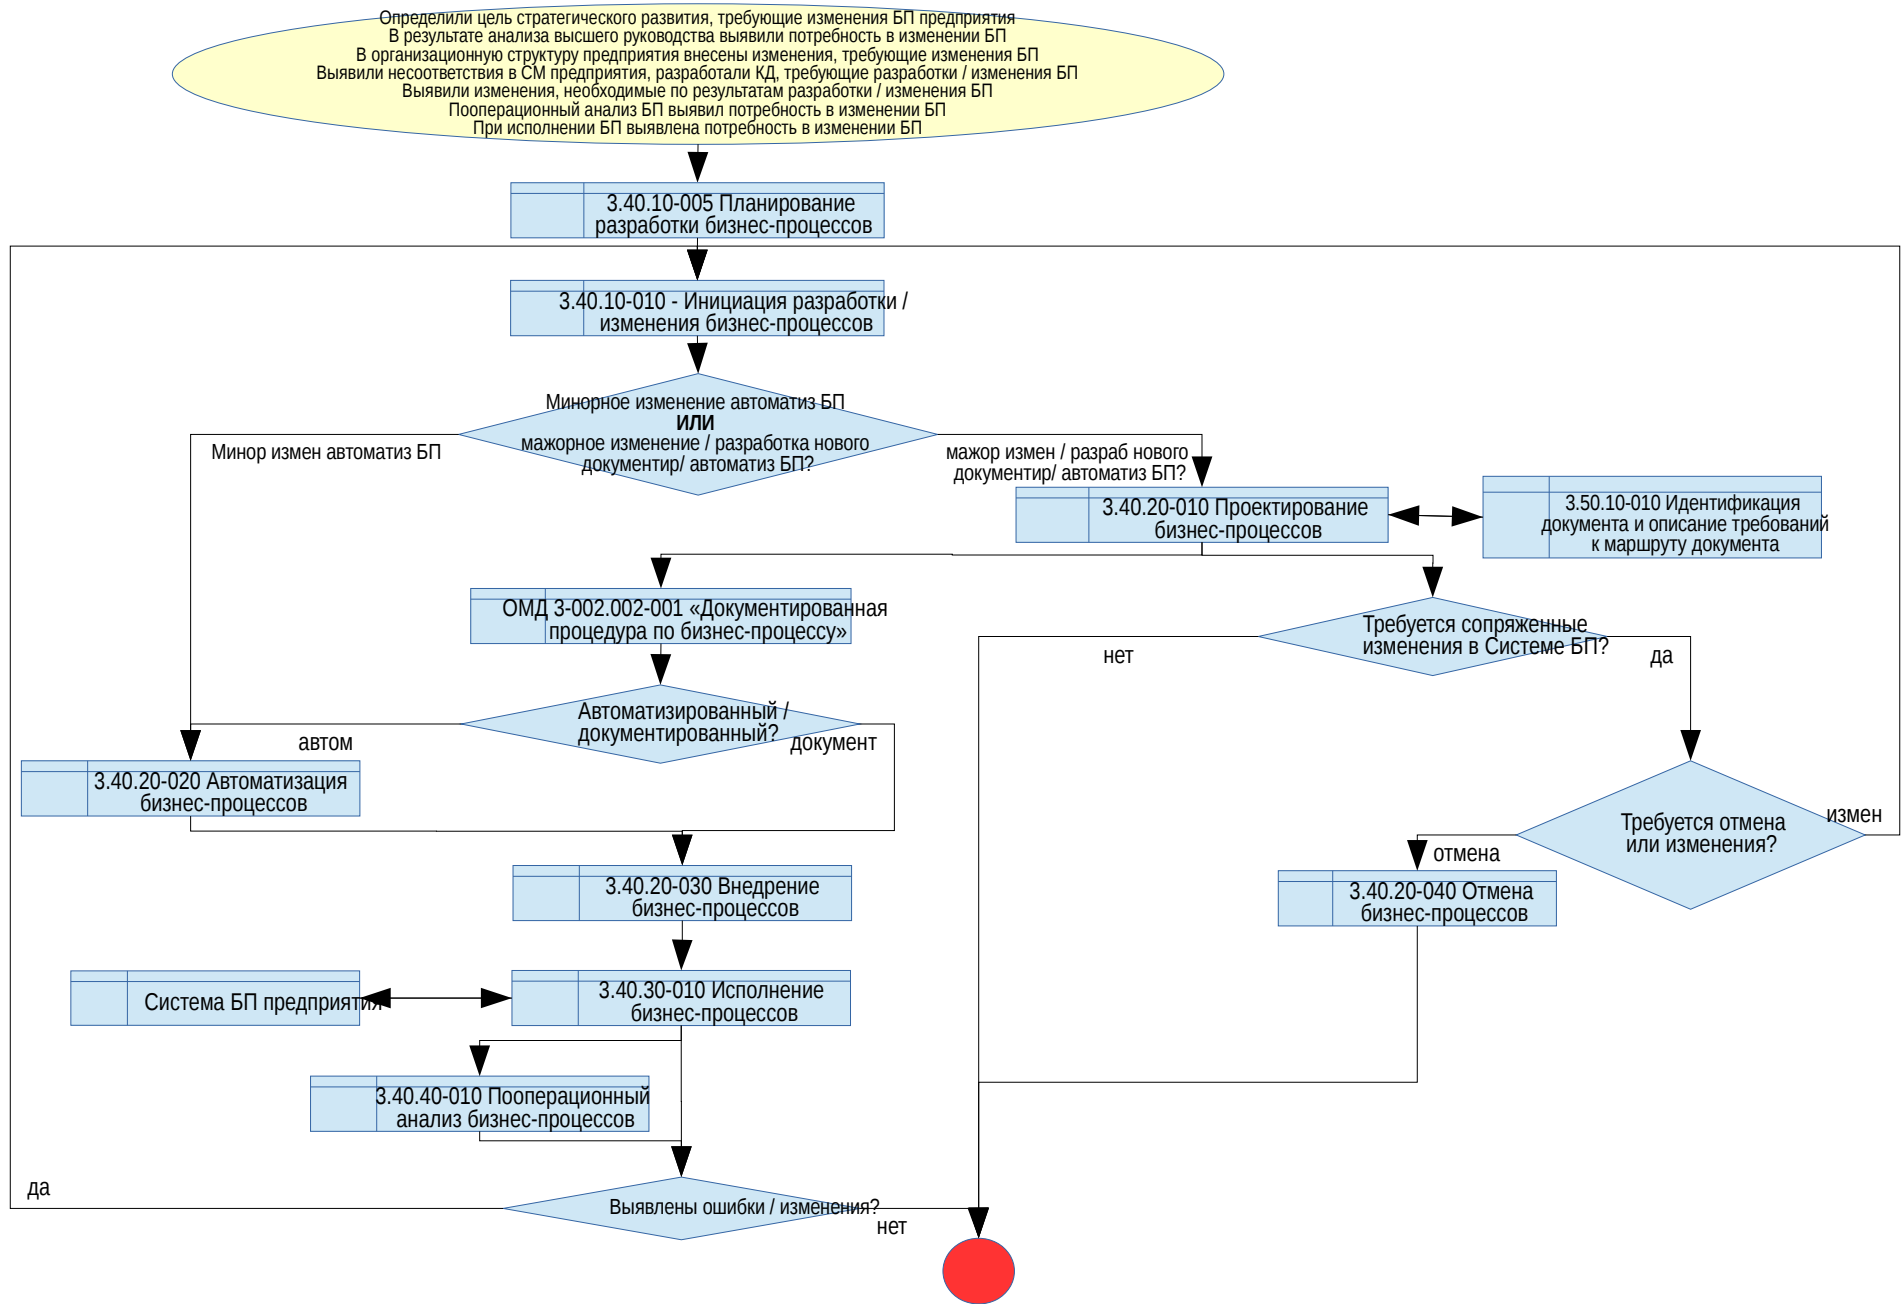 Определили цель стратегического развития, требующие изменения БП предприятия
В результате анализа высшего руководства выявили потребность в изменении БП
В организационную структуру предприятия внесены изменения, требующие изменения БП
Выявили несоответствия в СМ предприятия, разработали КД, требующие разработки / изменения БП
Выявили изменения, необходимые по результатам разработки / изменения БП
Пооперационный анализ БП выявил потребность в изменении БП
При исполнении БП выявлена потребность в изменении БП
3.40.10-005 Планирование
разработки бизнес-процессов
3.40.10-010 - Инициация разработки /
изменения бизнес-процессов
Минорное изменение автоматиз БП
ИЛИ
мажорное изменение / разработка нового
документир/ автоматиз БП?
Минор измен автоматиз БП
мажор измен / разраб нового
документир/ автоматиз БП?
3.40.20-010 Проектирование
бизнес-процессов
3.50.10-010 Идентификация
документа и описание требований
к маршруту документа
ОМД 3-002.002-001 «Документированная
процедура по бизнес-процессу»
Требуется сопряженные
изменения в Системе БП?
нет
да
Автоматизированный /
документированный?
автом
документ
3.40.20-020 Автоматизация
бизнес-процессов
Требуется отмена
или изменения?
измен
отмена
3.40.20-030 Внедрение
бизнес-процессов
3.40.20-040 Отмена
бизнес-процессов
Система БП предприятия
3.40.30-010 Исполнение
бизнес-процессов
3.40.40-010 Пооперационный
анализ бизнес-процессов
да
Выявлены ошибки / изменения?
нет